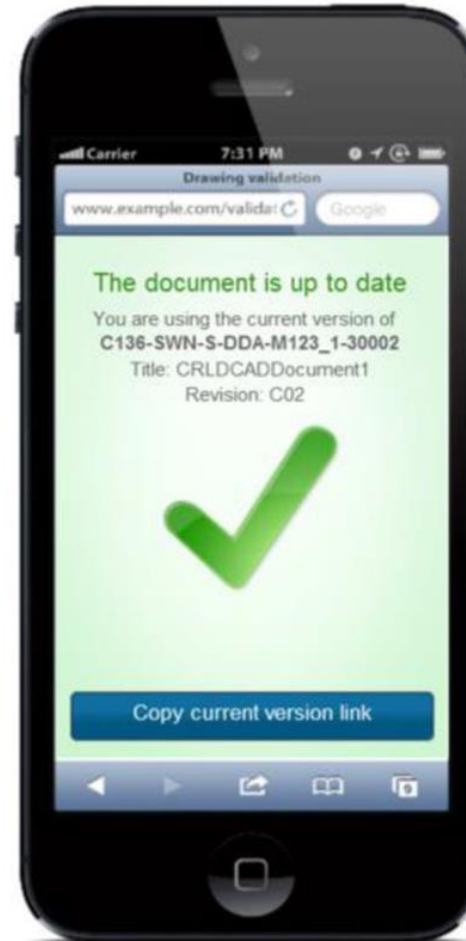 Carrier 7:31 PM
Drawing validation
www.example.com/validat Google
The document is up to date
You are using the current version of
C136-SWN-S-DDA-M123_1-30002
Title: CRLDCADDocument1
Revision: C02
Copy current version link
9